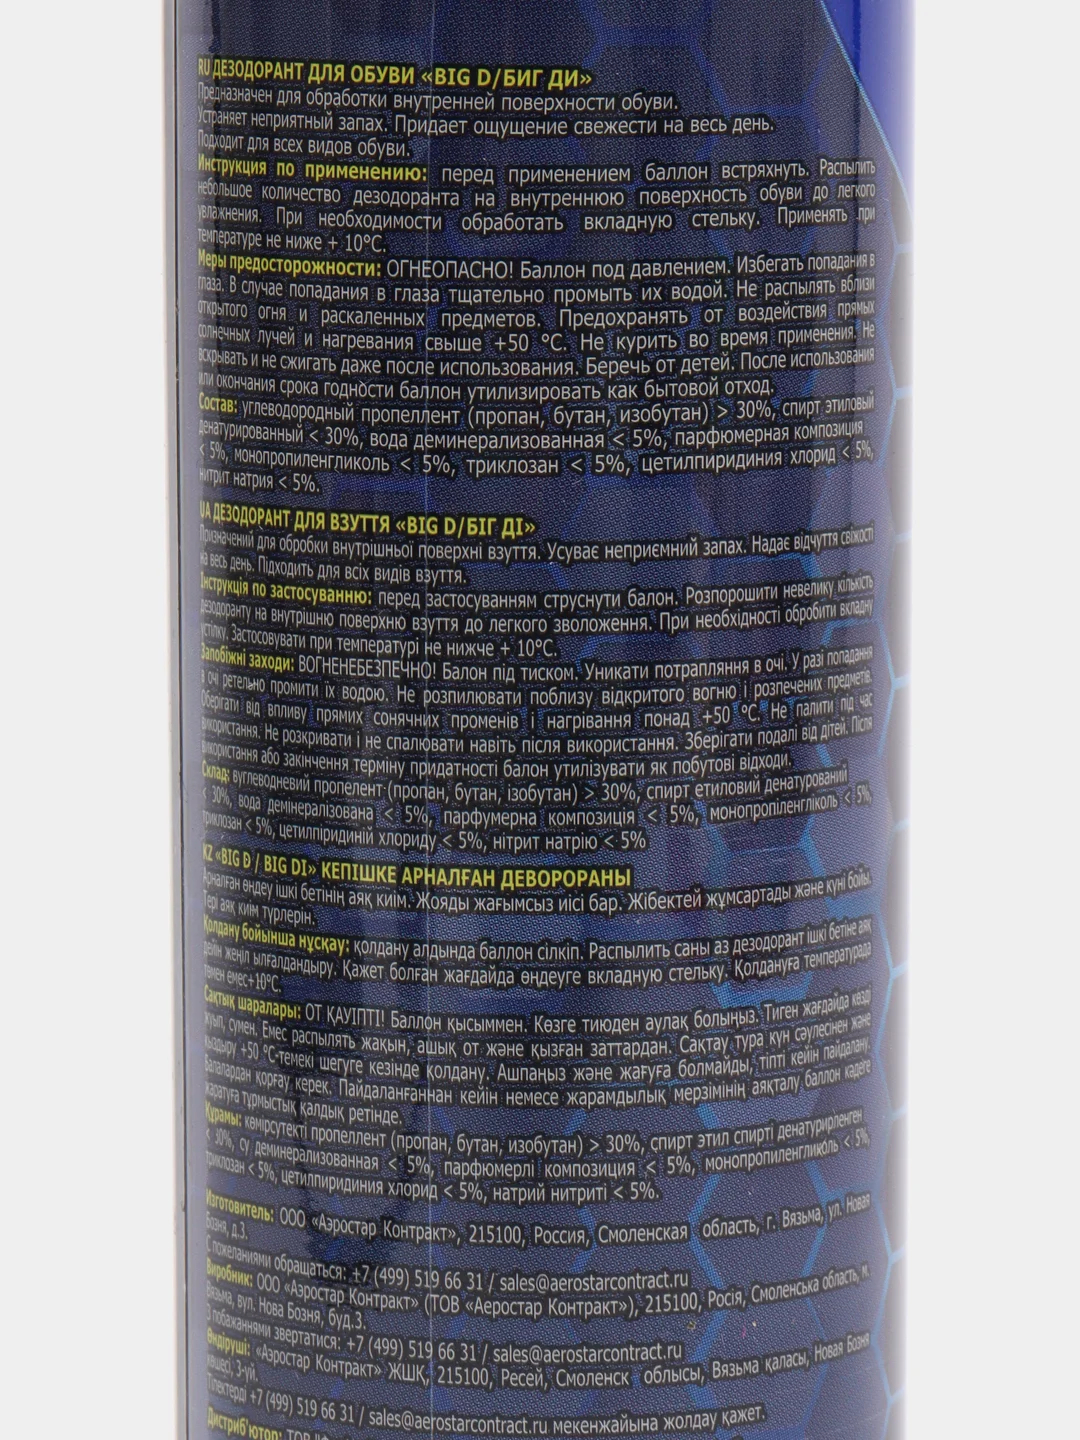 RU ДЕЗОДОРАНТ ДЛЯ ОБУВИ «BIG D/БИГ ДИ»
Предназначен для обработки внутренней поверхности обуви.
Устраняет неприятный запах. Придает ощущение свежести на весь день.
Подходит для всех видов обуви.
Инструкция по применению: перед применением баллон встряхнуть. Распылить
небольшое количество дезодоранта на внутреннюю поверхность обуви до легкого
увлажнения. При необходимости обработать вкладную стельку. Применять при
температуре не ниже + 10°С.
Меры предосторожности: ОГНЕОПАСНО! Баллон под давлением. Избегать попадания в
глаза. В случае попадания в глаза тщательно промыть их водой. Не распылять вблизи
открытого огня и раскаленных предметов. Предохранять от воздействия прямых
солнечных лучей и нагревания свыше +50 °С. Не курить во время применения. Не
вскрывать и не сжигать даже после использования. Беречь от детей. После использования
или окончания срока годности баллон утилизировать как бытовой отход.
Состав: углеводородный пропеллент (пропан, бутан, изобутан) > 30%, спирт этиловый
денатурированный < 30%, вода деминерализованная < 5%, парфюмерная композиция
< 5%, монопропиленгликоль < 5%, триклозан < 5%, цетилпиридиния хлорид < 5%,
нитрит натрия < 5%.
UA ДЕЗОДОРАНТ ДЛЯ ВЗУТТЯ «BIG D/БІГ ДІ»
Призначений для обробки внутрішньої поверхні взуття. Усуває неприємний запах. Надає відчуття свіжості
на весь день. Підходить для всіх видів взуття.
Інструкція по застосуванню: перед застосуванням струснути балон. Розпорошити невелику кількість
дезодоранту на внутрішню поверхню взуття до легкого зволоження. При необхідності обробити вкладну
устілку. Застосовувати при температурі не нижче + 10°С.
Запобіжні заходи: ВОГНЕНЕБЕЗПЕЧНО! Балон під тиском. Уникати потрапляння в очі. У разі попадання
в очі ретельно промити їх водою. Не розпилювати поблизу відкритого вогню і розпечених предметів.
Оберігати від впливу прямих сонячних променів і нагрівання понад +50 °С. Не палити під час
використання. Не розкривати і не спалювати навіть після використання. Зберігати подалі від дітей. Після
використання або закінчення терміну придатності балон утилізувати як побутові відходи.
Склад: вуглеводневий пропелент (пропан, бутан, ізобутан) > 30%, спирт етиловий денатурований
< 30%, вода демінералізована < 5%, парфумерна композиція < 5%, монопропіленгліколь < 5%,
триклозан < 5%, цетилпіридиній хлориду < 5%, нітрит натрію < 5%
KZ «BIG D / BIG DI» КЕПІШКЕ АРНАЛҒАН ДЕВОРОРАНЫ
Арналған өңдеу ішкі бетінің аяқ киім. Жояды жағымсыз иісі бар. Жібектей жұмсартады және күні бойы.
Тері аяқ киім түрлерін.
Қолдану бойынша нұсқау: қолдану алдында баллон сілкіп. Распылить саны аз дезодорант ішкі бетіне аяқ
дейін жеңіл ылғалдандыру. Қажет болған жағдайда өңдеуге вкладную стельку. Қолдануға температурада
төмен емес+10°С.
Сақтық шаралары: ОТ ҚАУІПТІ! Баллон қысыммен. Көзге тиюден аулақ болыңыз. Тиген жағдайда көзді
жуып, сумен. Емес распылять жақын, ашық от және қызған заттардан. Сақтау тура күн сәулесінен және
қыздыру +50 °С-темекі шегуге кезінде қолдану. Ашпаңыз және жағуға болмайды, тіпті кейін пайдалану.
Балалардан қорғау керек. Пайдаланғаннан кейін немесе жарамдылық мерзімінің аяқталу баллон кәдеге
жаратуға тұрмыстық қалдық ретінде.
Құрамы: көмірсутекті пропеллент (пропан, бутан, изобутан) > 30%, спирт этил спирті денатурирленген
< 30%, су деминерализованная < 5%, парфюмерлі композиция < 5%, монопропиленгликоль < 5%,
триклозан < 5%, цетилпиридиния хлорид < 5%, натрий нитриті < 5%.
Изготовитель: ООО «Аэростар Контракт», 215100, Россия, Смоленская область, г. Вязьма, ул. Новая
Бозня, д.3.
С пожеланиями обращаться: +7 (499) 519 66 31 / sales@aerostarcontract.ru
Виробник: ООО «Аэростар Контракт» (ТОВ «Аеростар Контракт»), 215100, Росія, Смоленська область, м.
Вязьма, вул. Нова Бозня, буд.3.
З побажаннями звертатися: +7 (499) 519 66 31 / sales@aerostarcontract.ru
Өндіруші: «Аэростар Контракт» ЖШҚ, 215100, Ресей, Смоленск облысы, Вязьма қаласы, Новая Бозня
көшесі, 3-үй.
Тілектерді +7 (499) 519 66 31 / sales@aerostarcontract.ru мекенжайына жолдау қажет.
Дистриб'ютор: ТОВ